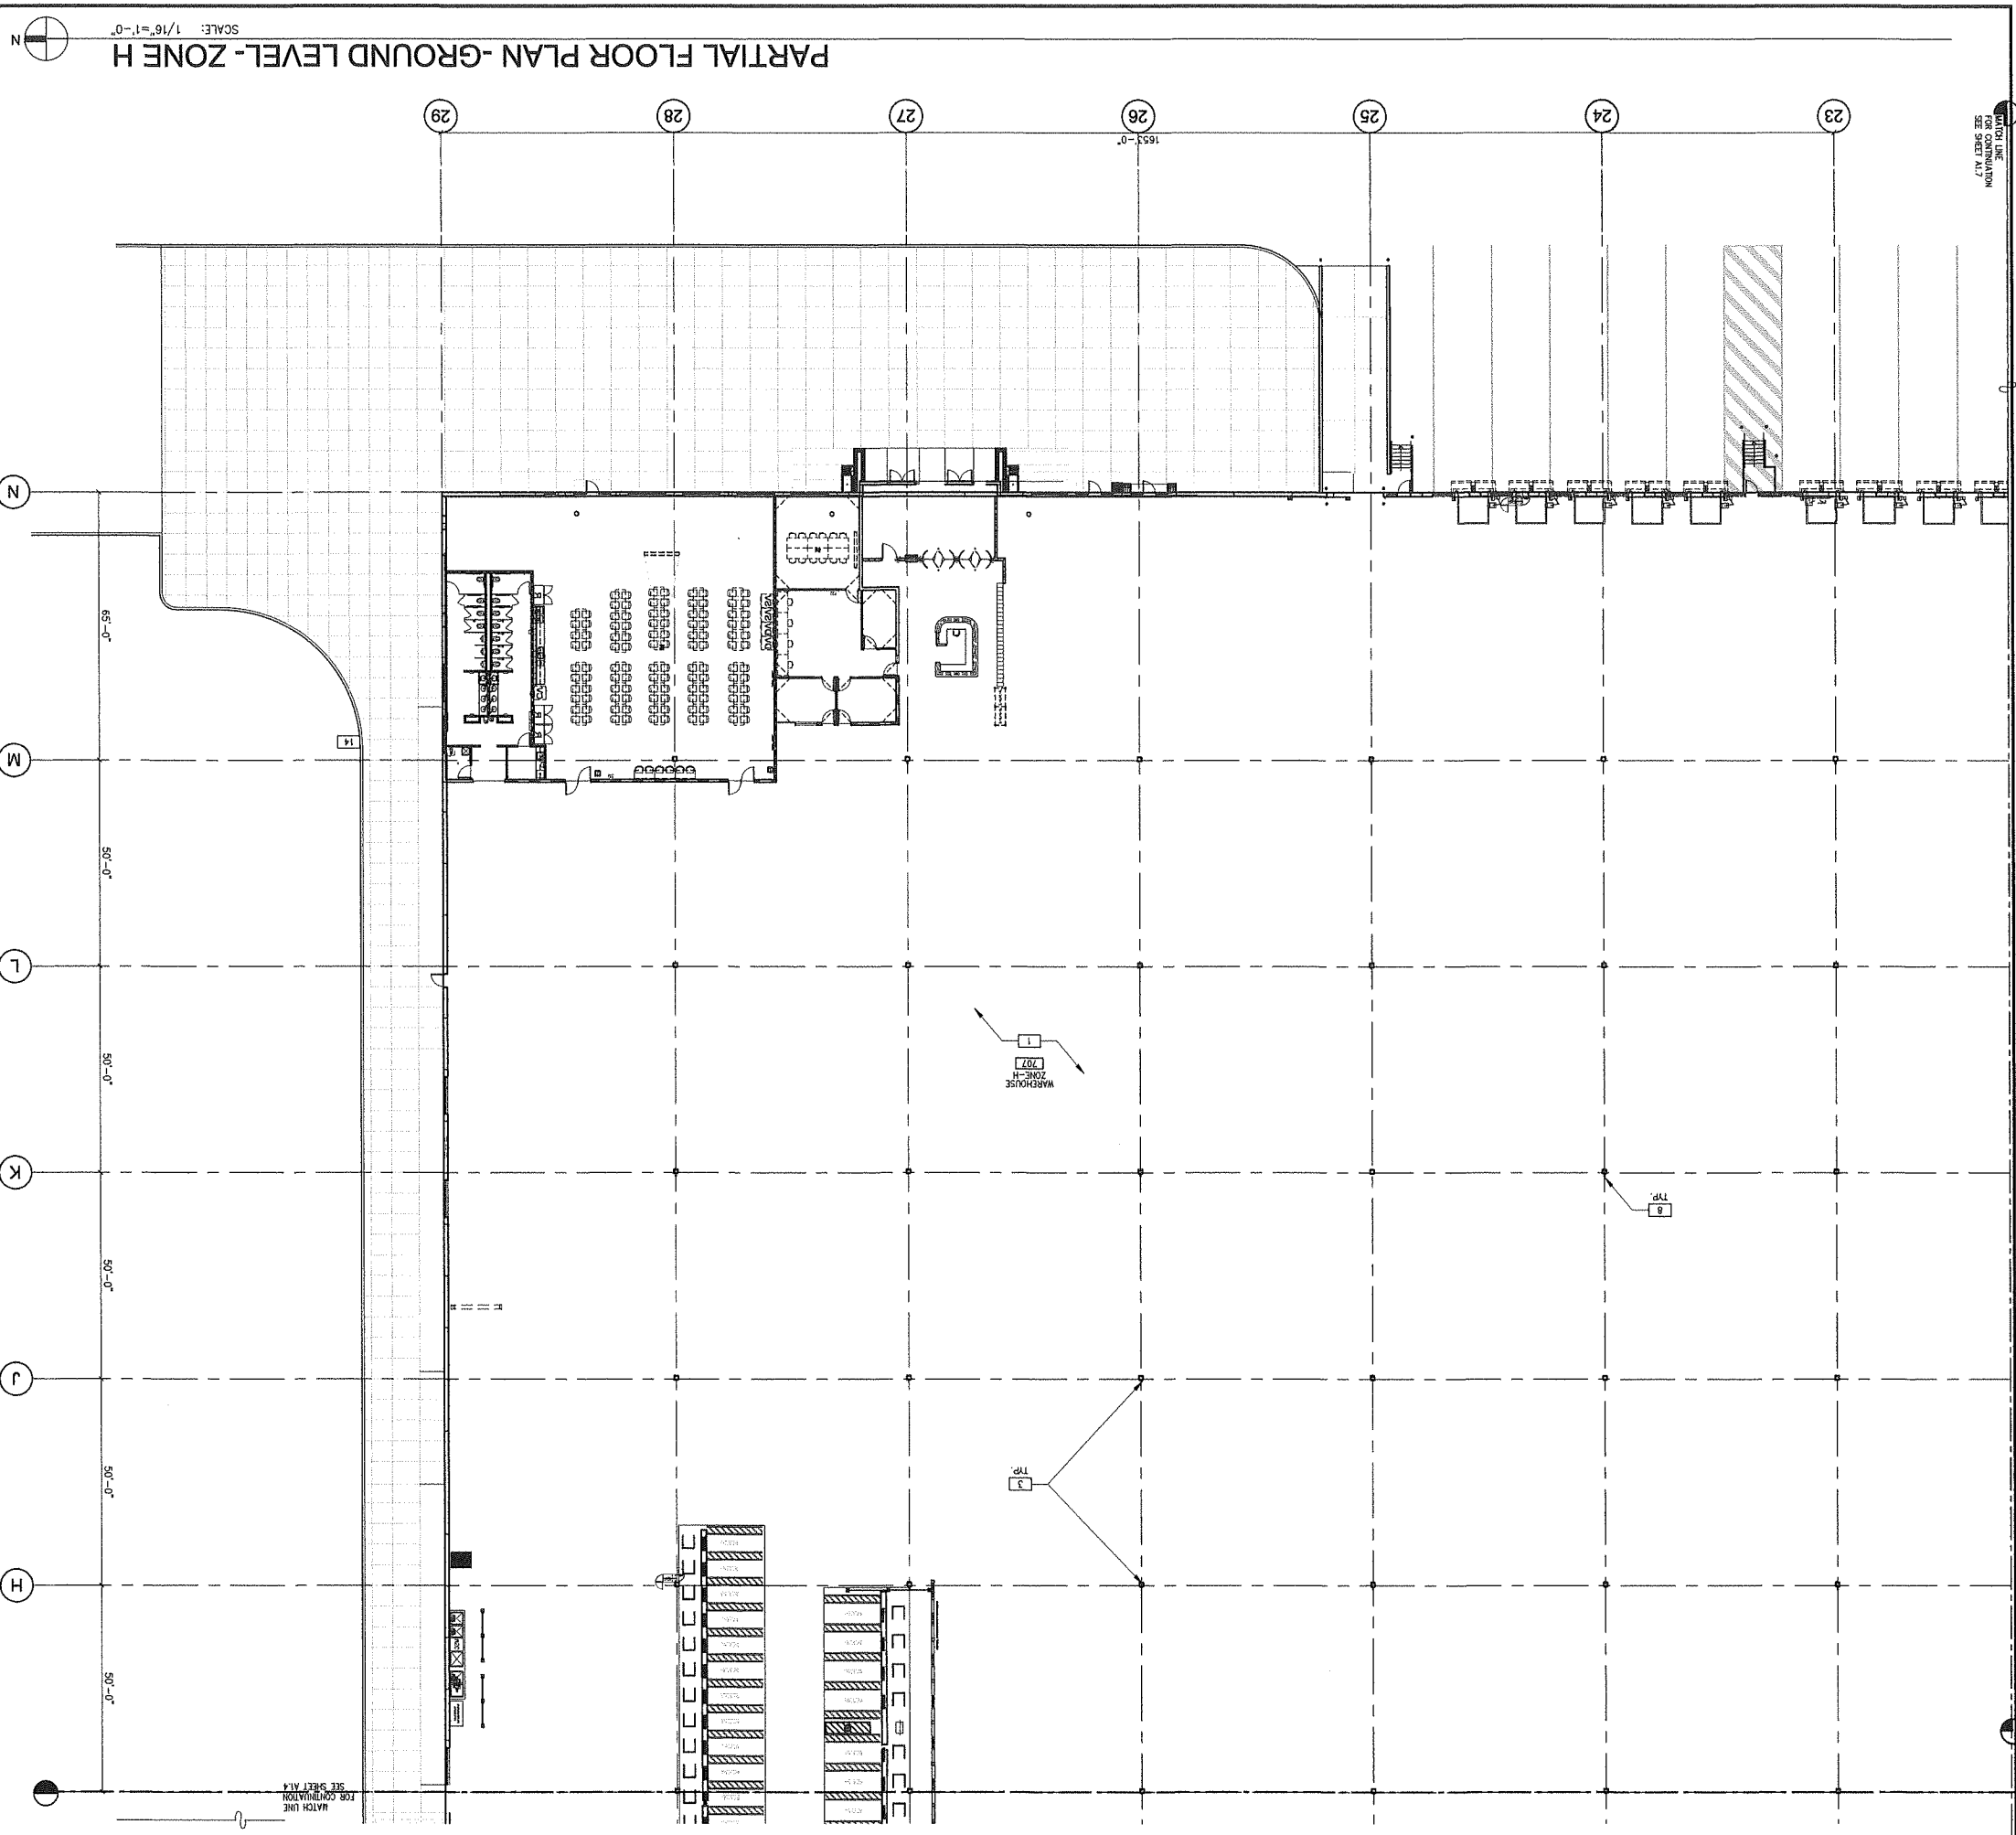 PARTIAL FLOOR PLAN - GROUND LEVEL - ZONE H
SCALE: 1/16"=1'-0"
N
MATCH LINE
FOR CONTINUATION
SEE SHEET A1.7
23
24
25
26
27
28
29
1653'-0"
N
M
L
K
J
H
65'-0"
50'-0"
50'-0"
50'-0"
50'-0"
50'-0"
14
WAREHOUSE
ZONE-H
707
1
8
TYP.
3
TYP.
MATCH LINE
FOR CONTINUATION
SEE SHEET A1.4